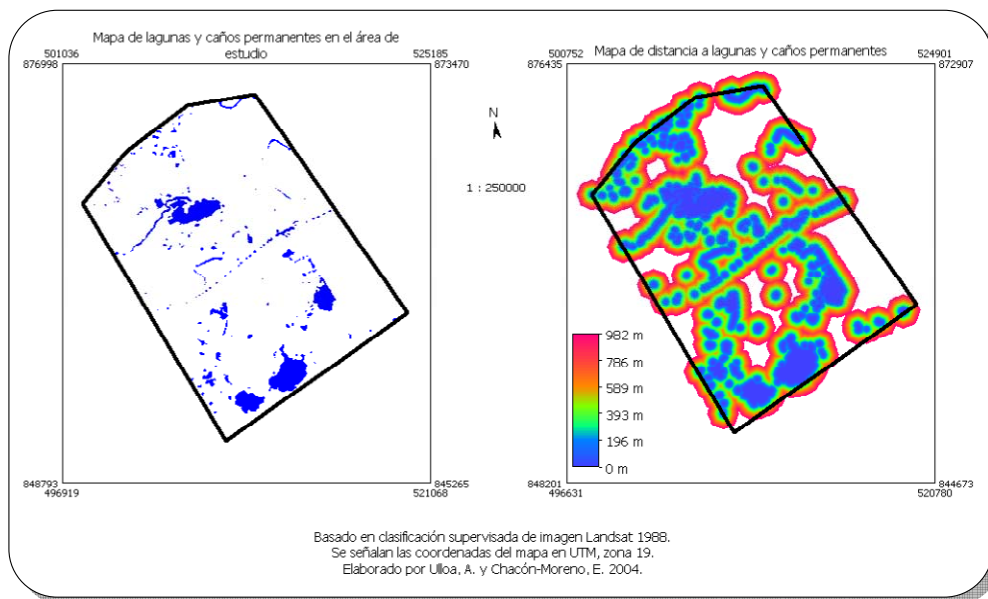 Mapa de lagunas y caños permanentes en el área de
estudio
501036
525185
876998
873470
Mapa de distancia a lagunas y caños permanentes
500752
524901
876435
872907
N
1 : 250000
982 m
786 m
589 m
393 m
196 m
0 m
848793
845265
496919
521068
848201
844673
496631
520780
Basado en clasificación supervisada de imagen Landsat 1988.
Se señalan las coordenadas del mapa en UTM, zona 19.
Elaborado por Ulloa, A. y Chacón-Moreno, E. 2004.